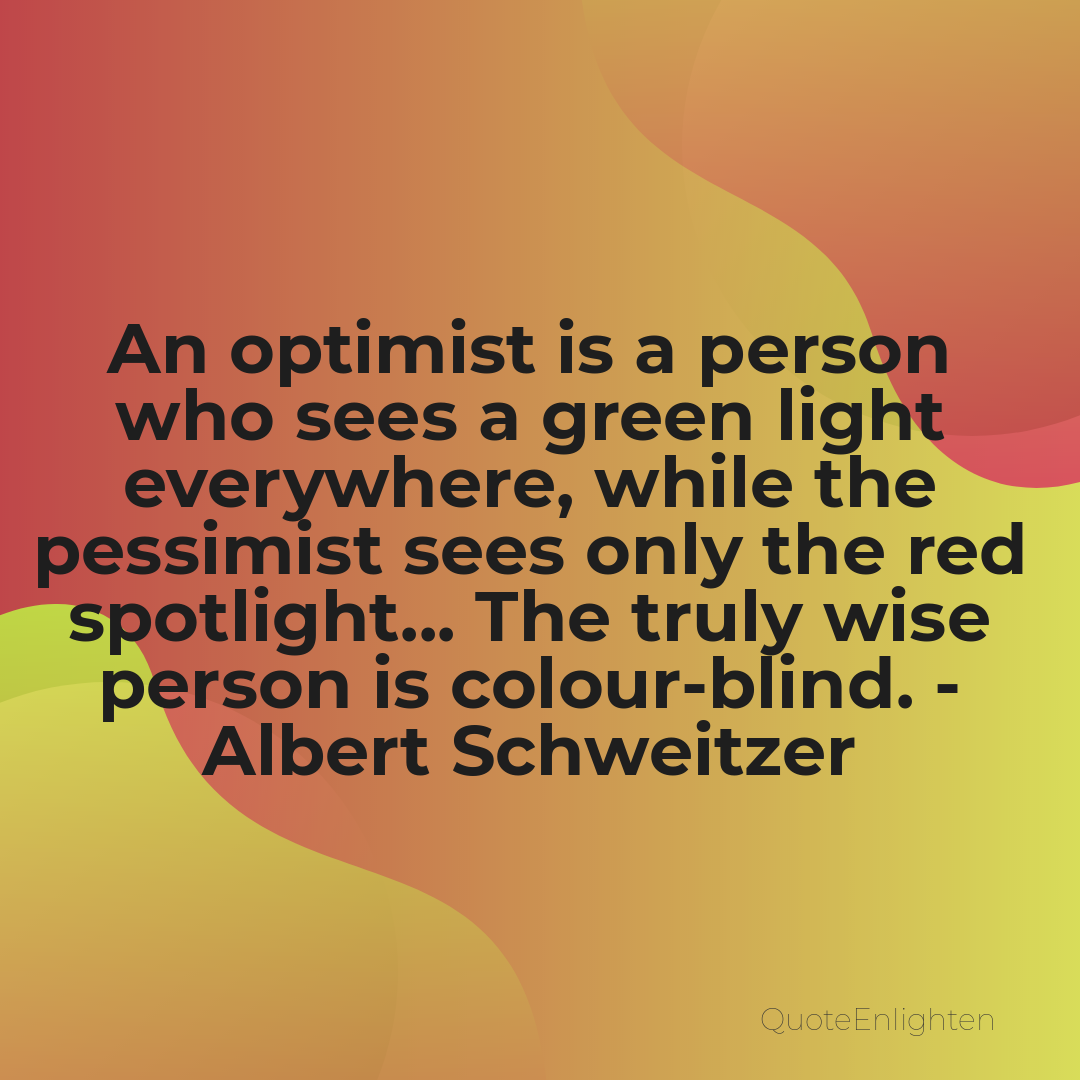 An optimist is a person
who sees a green light
everywhere, while the
pessimist sees only the red
spotlight... The truly wise
person is colour-blind. -
Albert Schweitzer
QuoteEnlighten